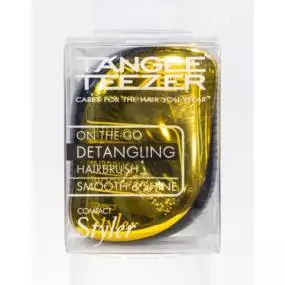 TANGLE
TEEZER
CARES FOR THE HAIR YOU WEAR
ON-THE-GO
DETANGLING
HAIRBRUSH
SMOOTH & SHINE
COMPACT
Styler